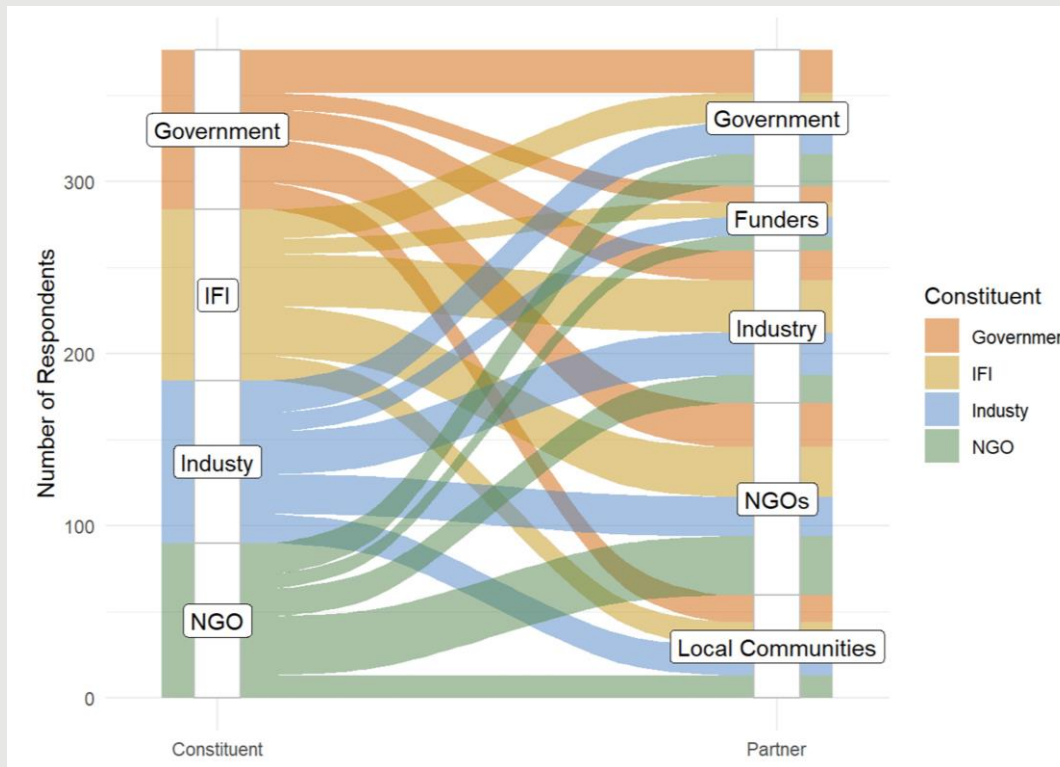 Number of Respondents
300
200
100
0
Government
IFI
Industy
NGO
Government
Funders
Industry
NGOs
Local Communities
Constituent
Partner
Constituent
Governmen
IFI
Industy
NGO